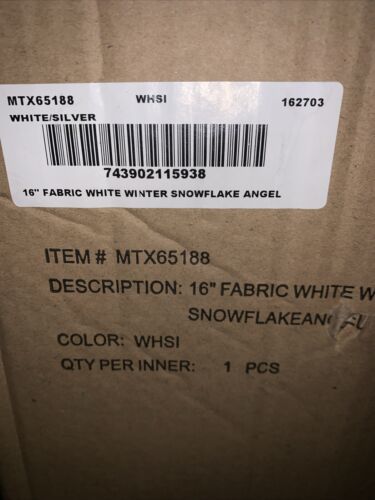 MTX65188 WHSI 162703
WHITE/SILVER
743902115938
16" FABRIC WHITE WINTER SNOWFLAKE ANGEL
ITEM # MTX65188
DESCRIPTION: 16" FABRIC WHITE W
SNOWFLAKEANGEL
COLOR: WHSI
QTY PER INNER: 1 PCS